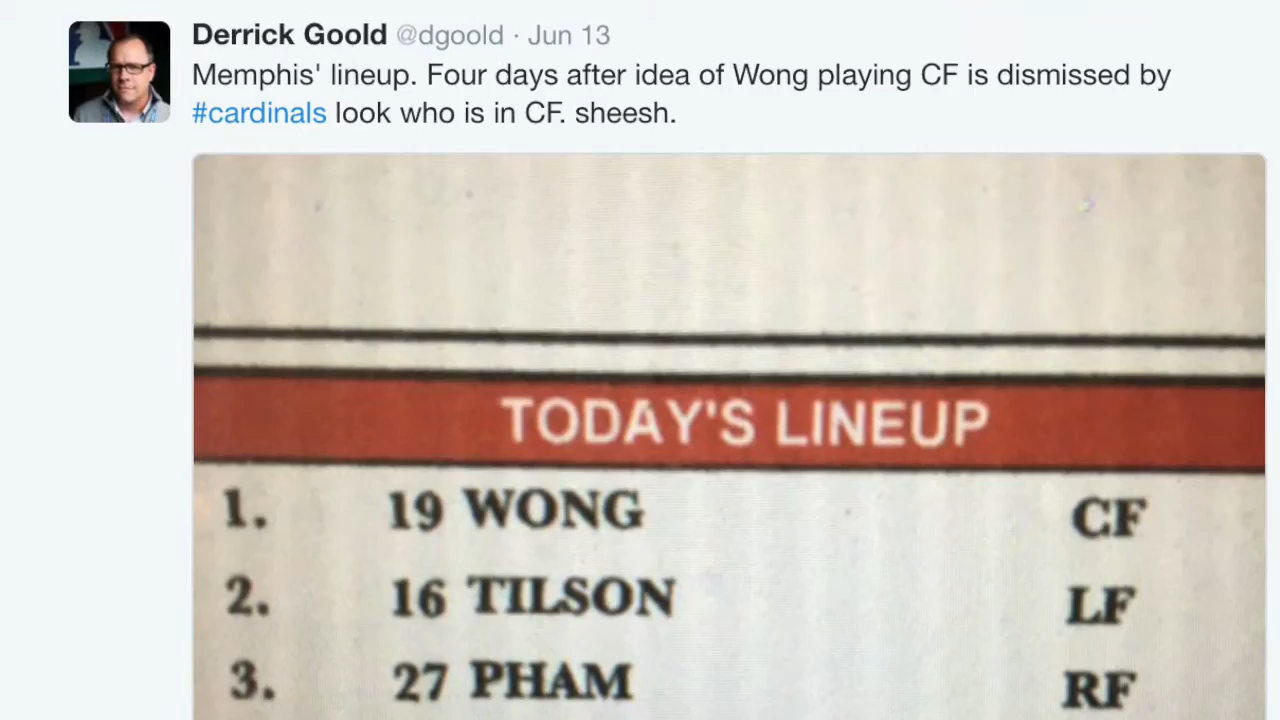 Derrick Goold @dgoold · Jun 13
Memphis' lineup. Four days after idea of Wong playing CF is dismissed by
#cardinals look who is in CF. sheesh.
TODAY'S LINEUP
1. 19 WONG CF
2. 16 TILSON LF
3. 27 PHAM RF